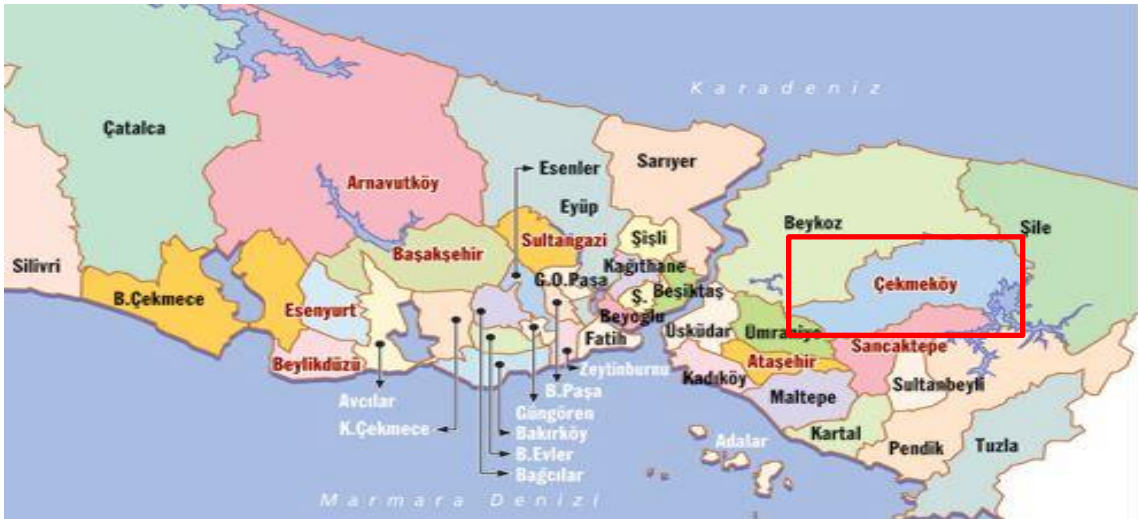 Karadeniz
Çatalca
Sarıyer
Esenler
Arnavutköy
Eyüp
Beykoz
Şile
Şişli
Sultangazi
Başakşehir
Silivri
Kağıthane
G.O.Paşa
Çekmeköy
B.Çekmece
Ş.
Beşiktaş
Esenyurt
Beyoğlu
Üsküdar
Ümraniye
Fatih
Sancaktepe
Beylikdüzü
Zeytinburnu
Ataşehir
Kadıköy
Sultanbeyli
B.Paşa
Maltepe
Avcılar
Güngören
K.Çekmece
Bakırköy
Kartal
Adalar
Pendik
Tuzla
B.Evler
Bağcılar
Marmara Denizi